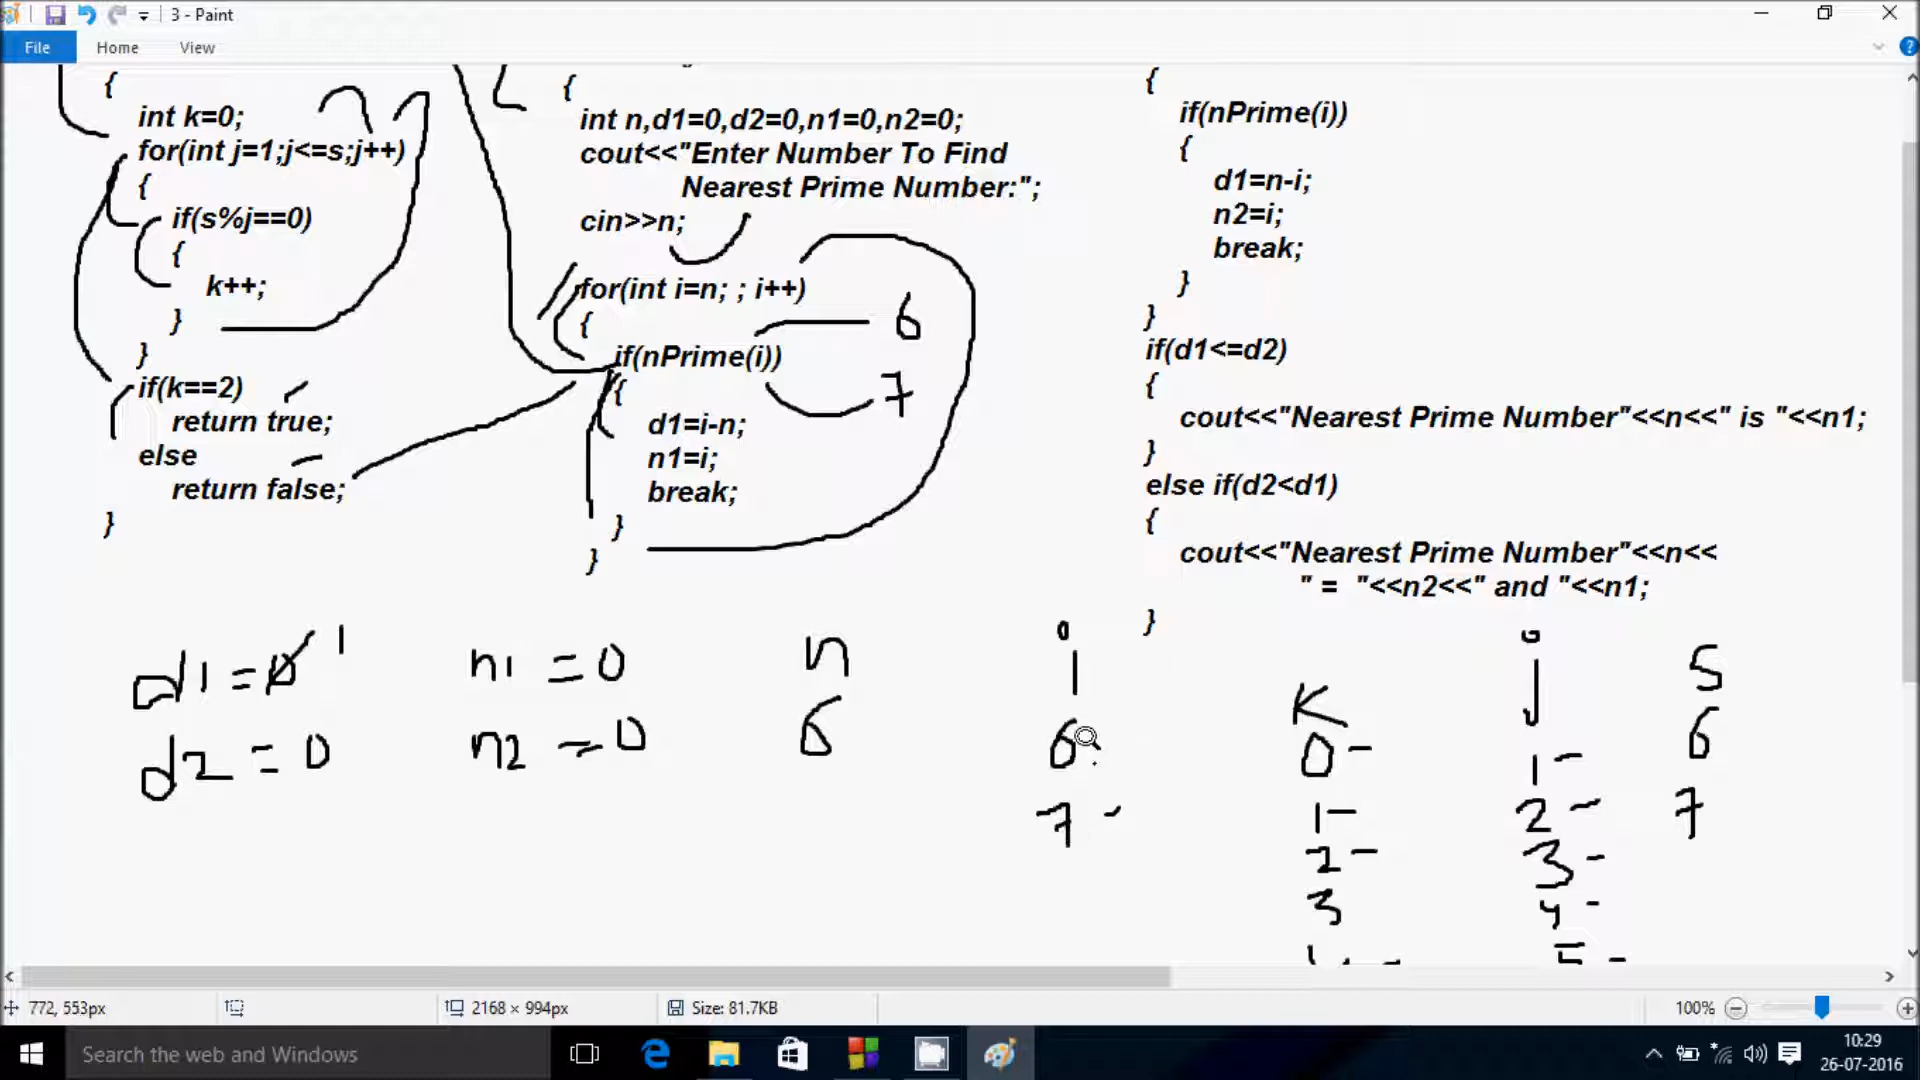 3 - Paint
File Home View
{
int k=0;
for(int j=1;j<=s;j++)
{
if(s%j==0)
{
k++;
}
}
if(k==2)
return true;
else
return false;
}
{
int n,d1=0,d2=0,n1=0,n2=0;
cout<<"Enter Number To Find
Nearest Prime Number:";
cin>>n;
for(int i=n; ; i++)
{
if(nPrime(i))
{
d1=i-n;
n1=i;
break;
}
}
6
7
{
if(nPrime(i))
{
d1=n-i;
n2=i;
break;
}
}
if(d1<=d2)
{
cout<<"Nearest Prime Number"<<n<<" is "<<n1;
}
else if(d2<d1)
{
cout<<"Nearest Prime Number"<<n<<
" = "<<n2<<" and "<<n1;
}
d1=0 1
d2=0
n1=0
n2=0
n
6
i
6
7 -
K
0 -
1 -
2 -
3
j
1 -
2 -
3 -
4 -
5 -
S
6
7
772, 553px 2168 × 994px Size: 81.7KB 100%
Search the web and Windows
10:29
26-07-2016